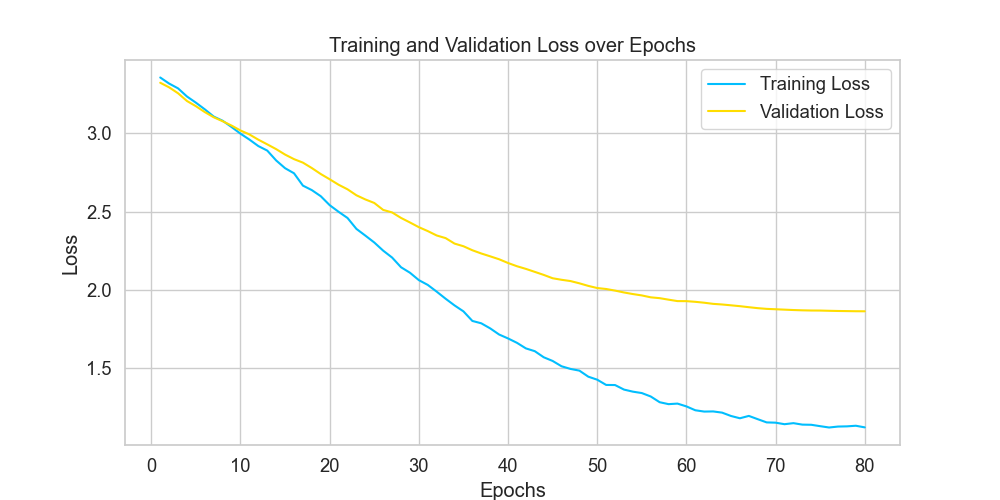 Training and Validation Loss over Epochs
Training Loss
Validation Loss
Loss
3.0
2.5
2.0
1.5
0 10 20 30 40 50 60 70 80
Epochs